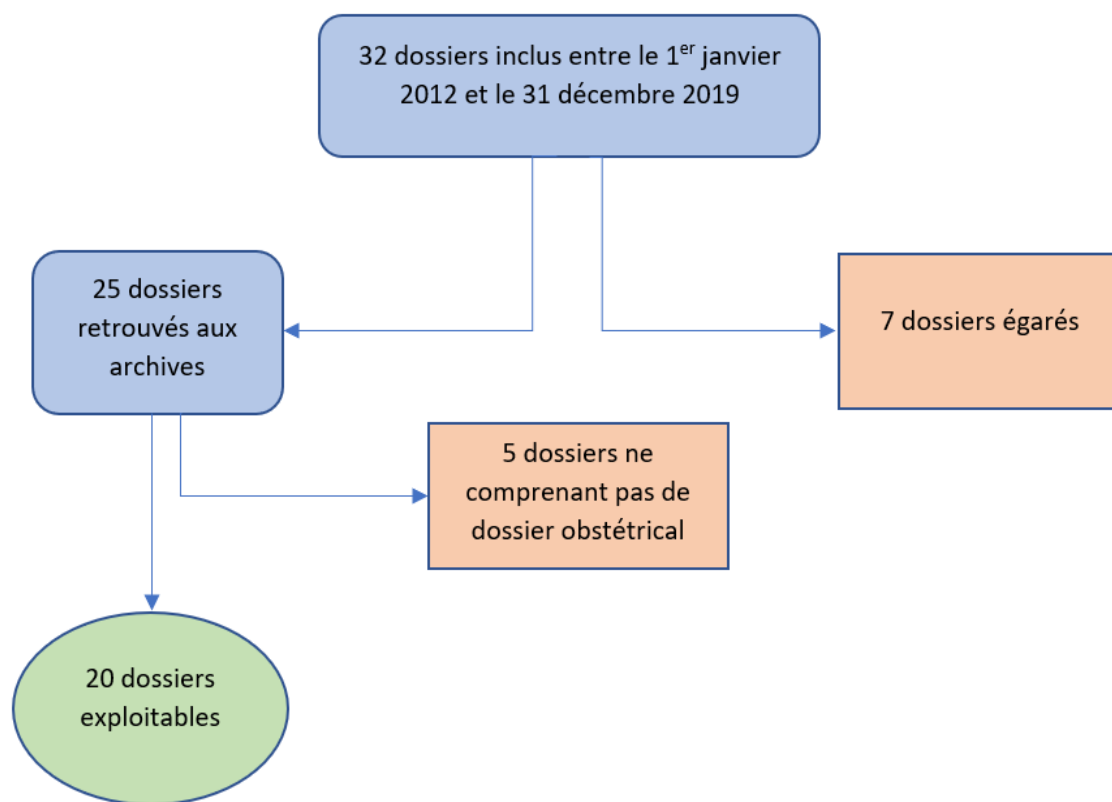 32 dossiers inclus entre le 1er janvier
2012 et le 31 décembre 2019
25 dossiers
retrouvés aux
archives
7 dossiers égarés
5 dossiers ne
comprenant pas de
dossier obstétrical
20 dossiers
exploitables